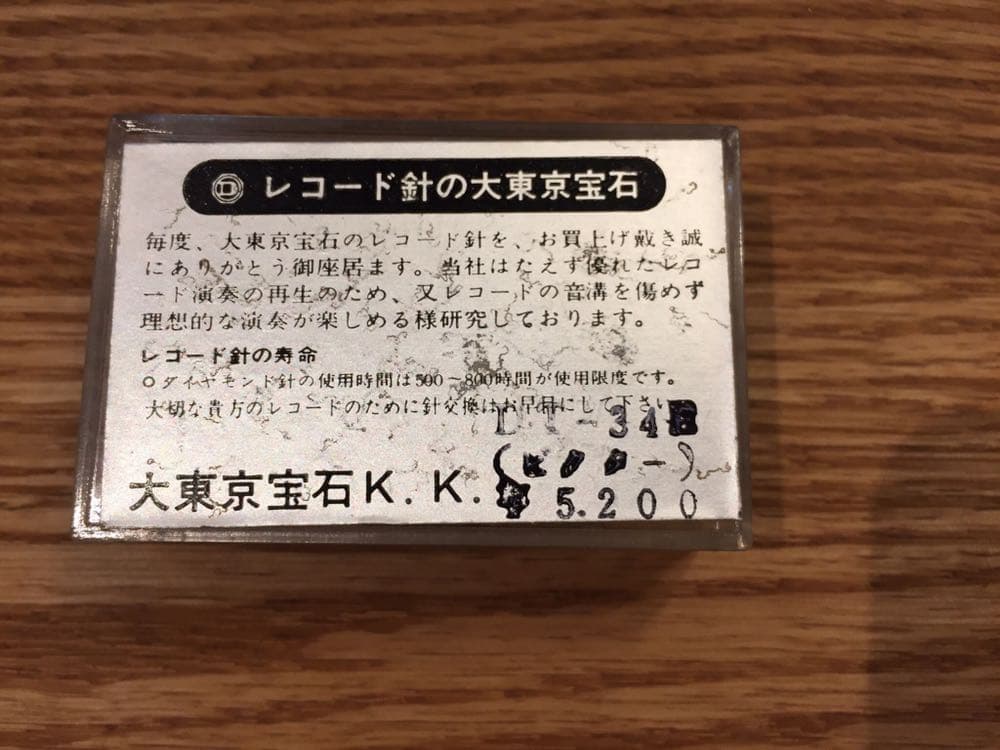 D レコード針の大東京宝石
毎度、大東京宝石のレコード針を、お買上げ戴き誠
にありがとう御座居ます。当社はたえず優れたレコ
ード演奏の再生のため、又レコードの音溝を傷めず
理想的な演奏が楽しめる様研究しております。
レコード針の寿命
○ダイヤモンド針の使用時間は500〜800時間が使用限度です。
大切な貴方のレコードのために針交換はお早目にして下さい
-34
大東京宝石K.K.
5.200